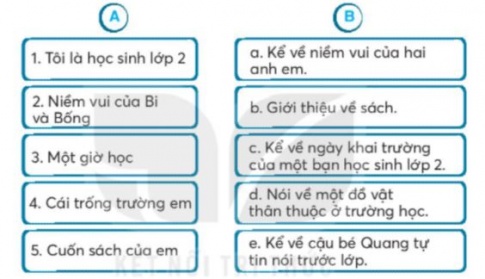 A
B
1. Tôi là học sinh lớp 2
a. Kể về niềm vui của hai
anh em.
2. Niềm vui của Bi
và Bống
b. Giới thiệu về sách.
3. Một giờ học
c. Kể về ngày khai trường
của một bạn học sinh lớp 2.
4. Cái trống trường em
d. Nói về một đồ vật
thân thuộc ở trường học.
5. Cuốn sách của em
e. Kể về cậu bé Quang tự
tin nói trước lớp.
KẾT NỐI TRI THỨC